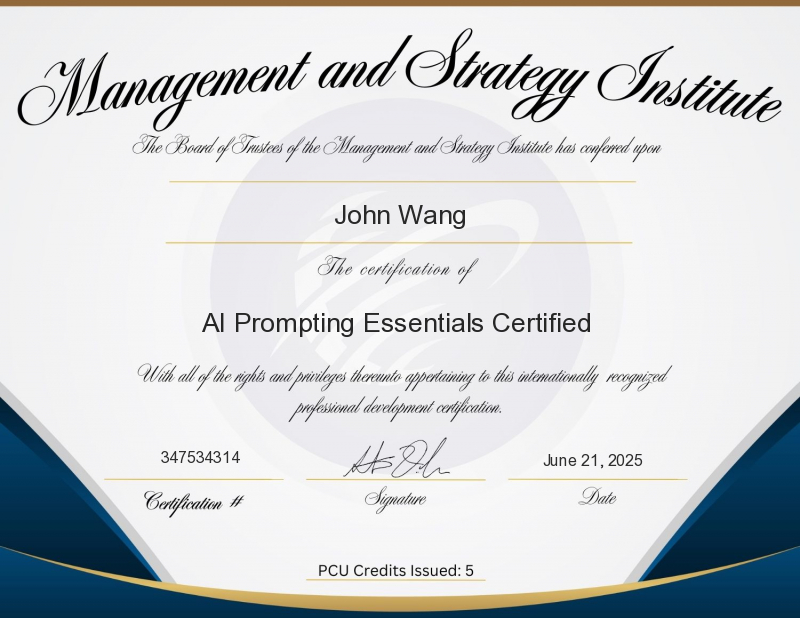 Management and Strategy Institute
The Board of Trustees of the Management and Strategy Institute has conferred upon
John Wang
The certification of
AI Prompting Essentials Certified
With all of the rights and privileges thereunto appertaining to this internationally recognized
professional development certification.
347534314
June 21, 2025
Certification #
Signature
Date
PCU Credits Issued: 5